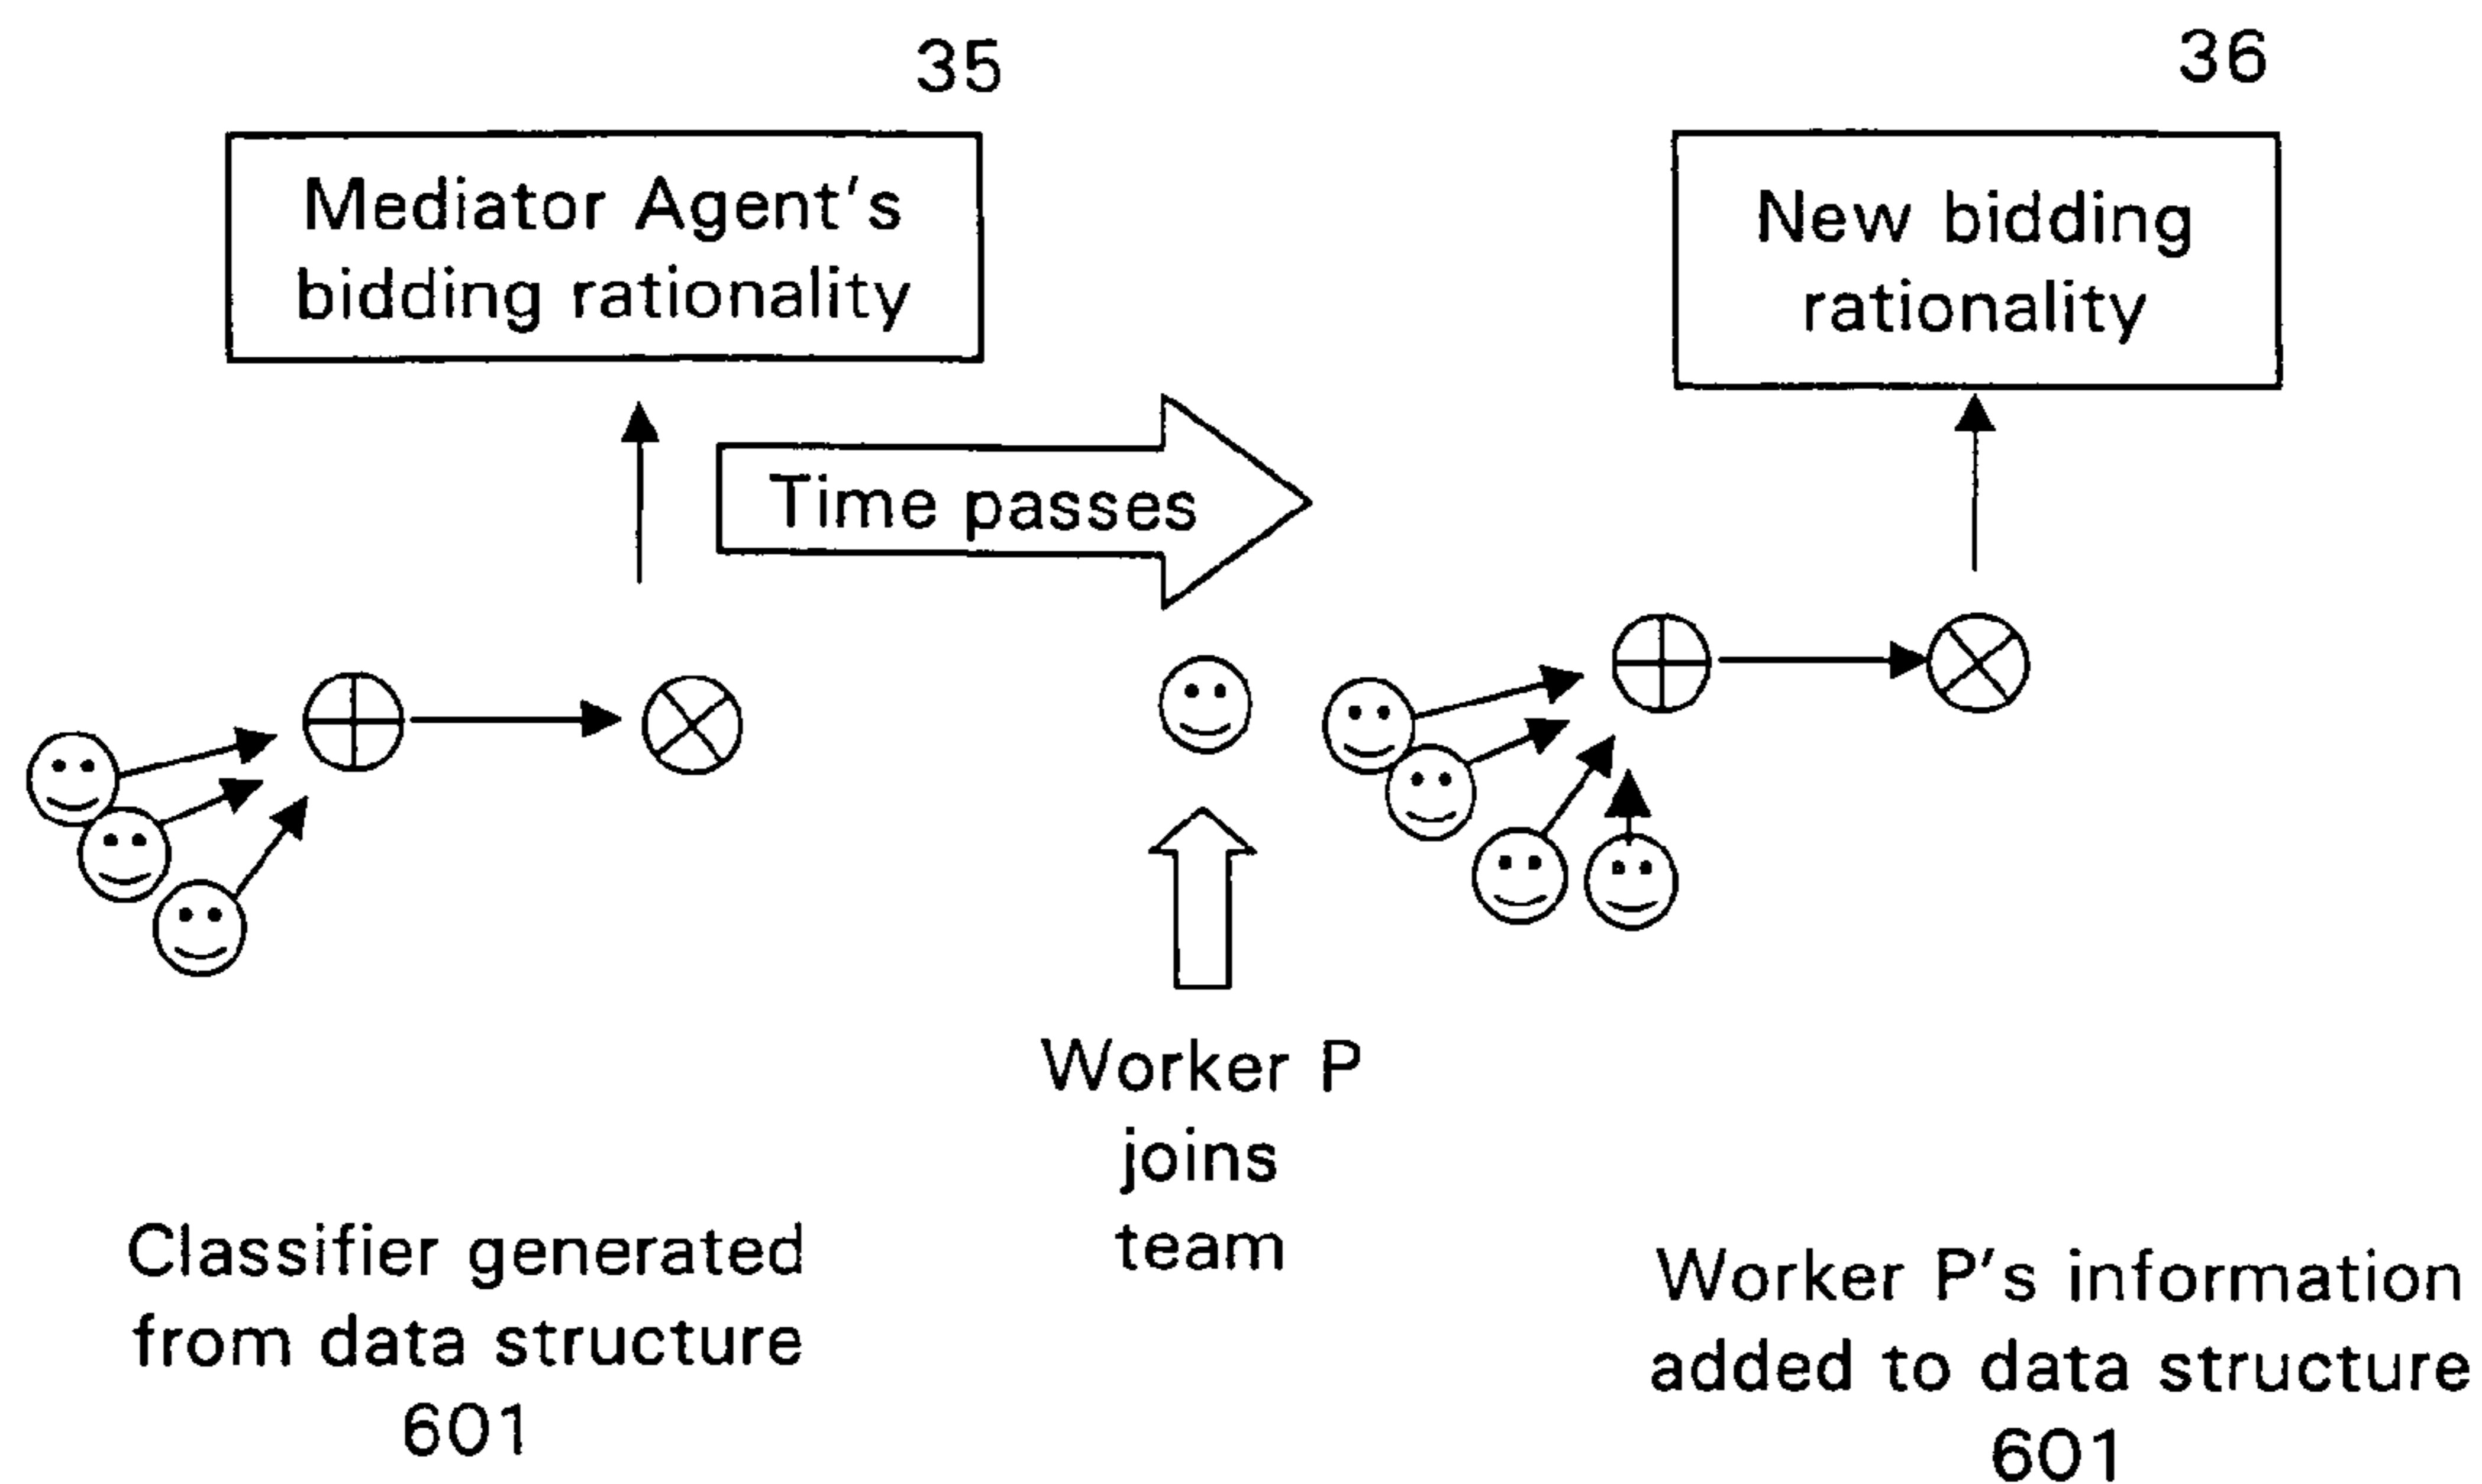 35
Mediator Agent's
bidding rationality
36
New bidding
rationality
Time passes
Worker P
joins
team
Classifier generated
from data structure
601
Worker P's information
added to data structure
601